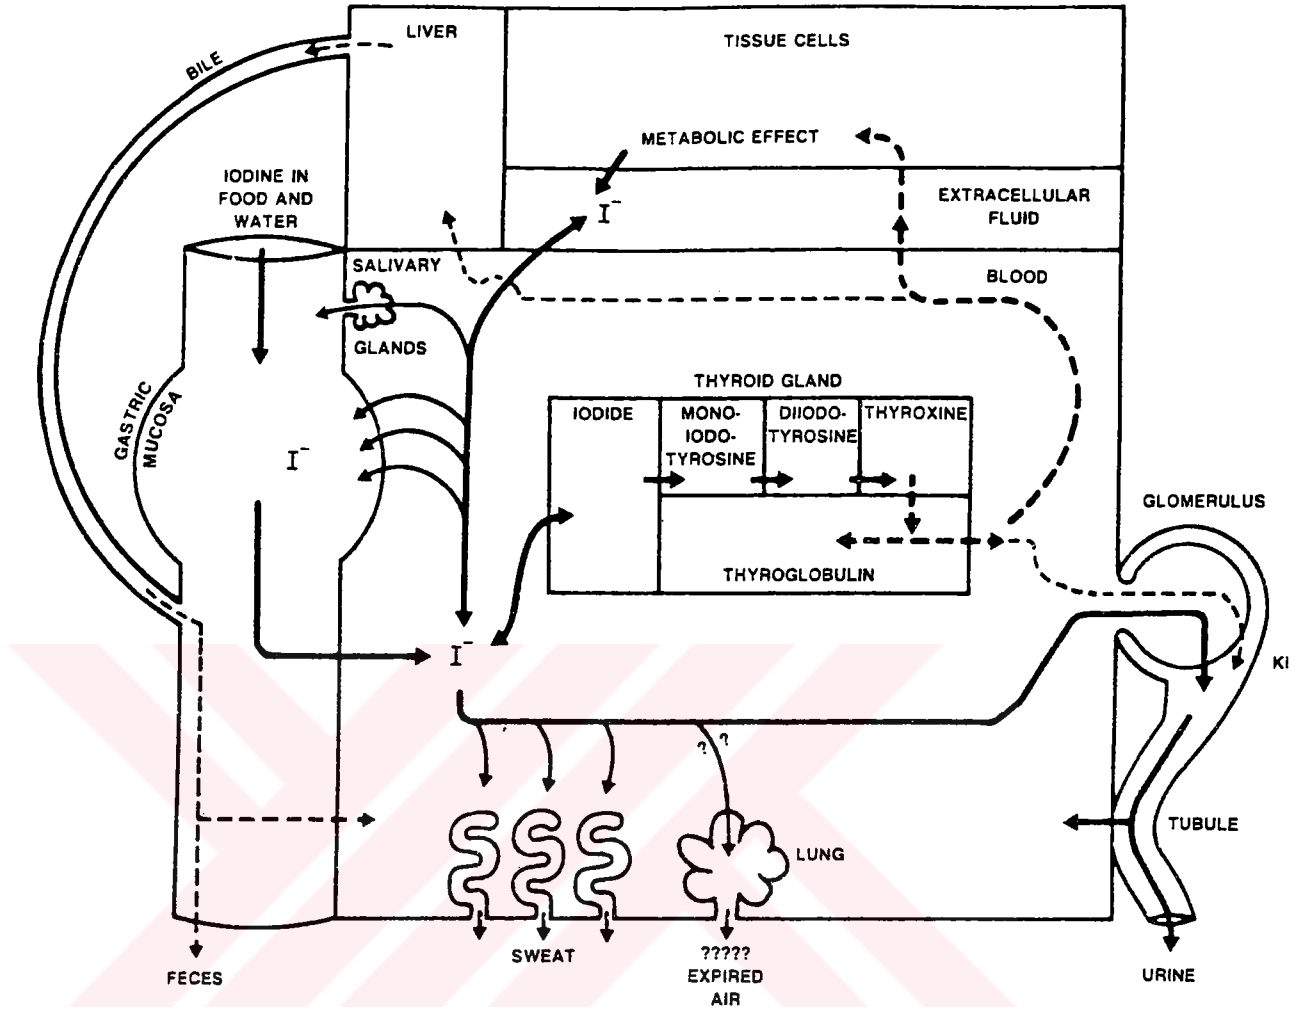 LIVER
TISSUE CELLS
BILE
METABOLIC EFFECT
IODINE IN
FOOD AND
WATER
EXTRACELLULAR
FLUID
I⁻
SALIVARY
BLOOD
GLANDS
THYROID GLAND
GASTRIC
MUCOSA
IODIDE
MONO-
IODO-
TYROSINE
DIIODO-
TYROSINE
THYROXINE
I⁻
GLOMERULUS
THYROGLOBULIN
I⁻
KI
? ?
TUBULE
LUNG
SWEAT
?????
EXPIRED
AIR
FECES
URINE